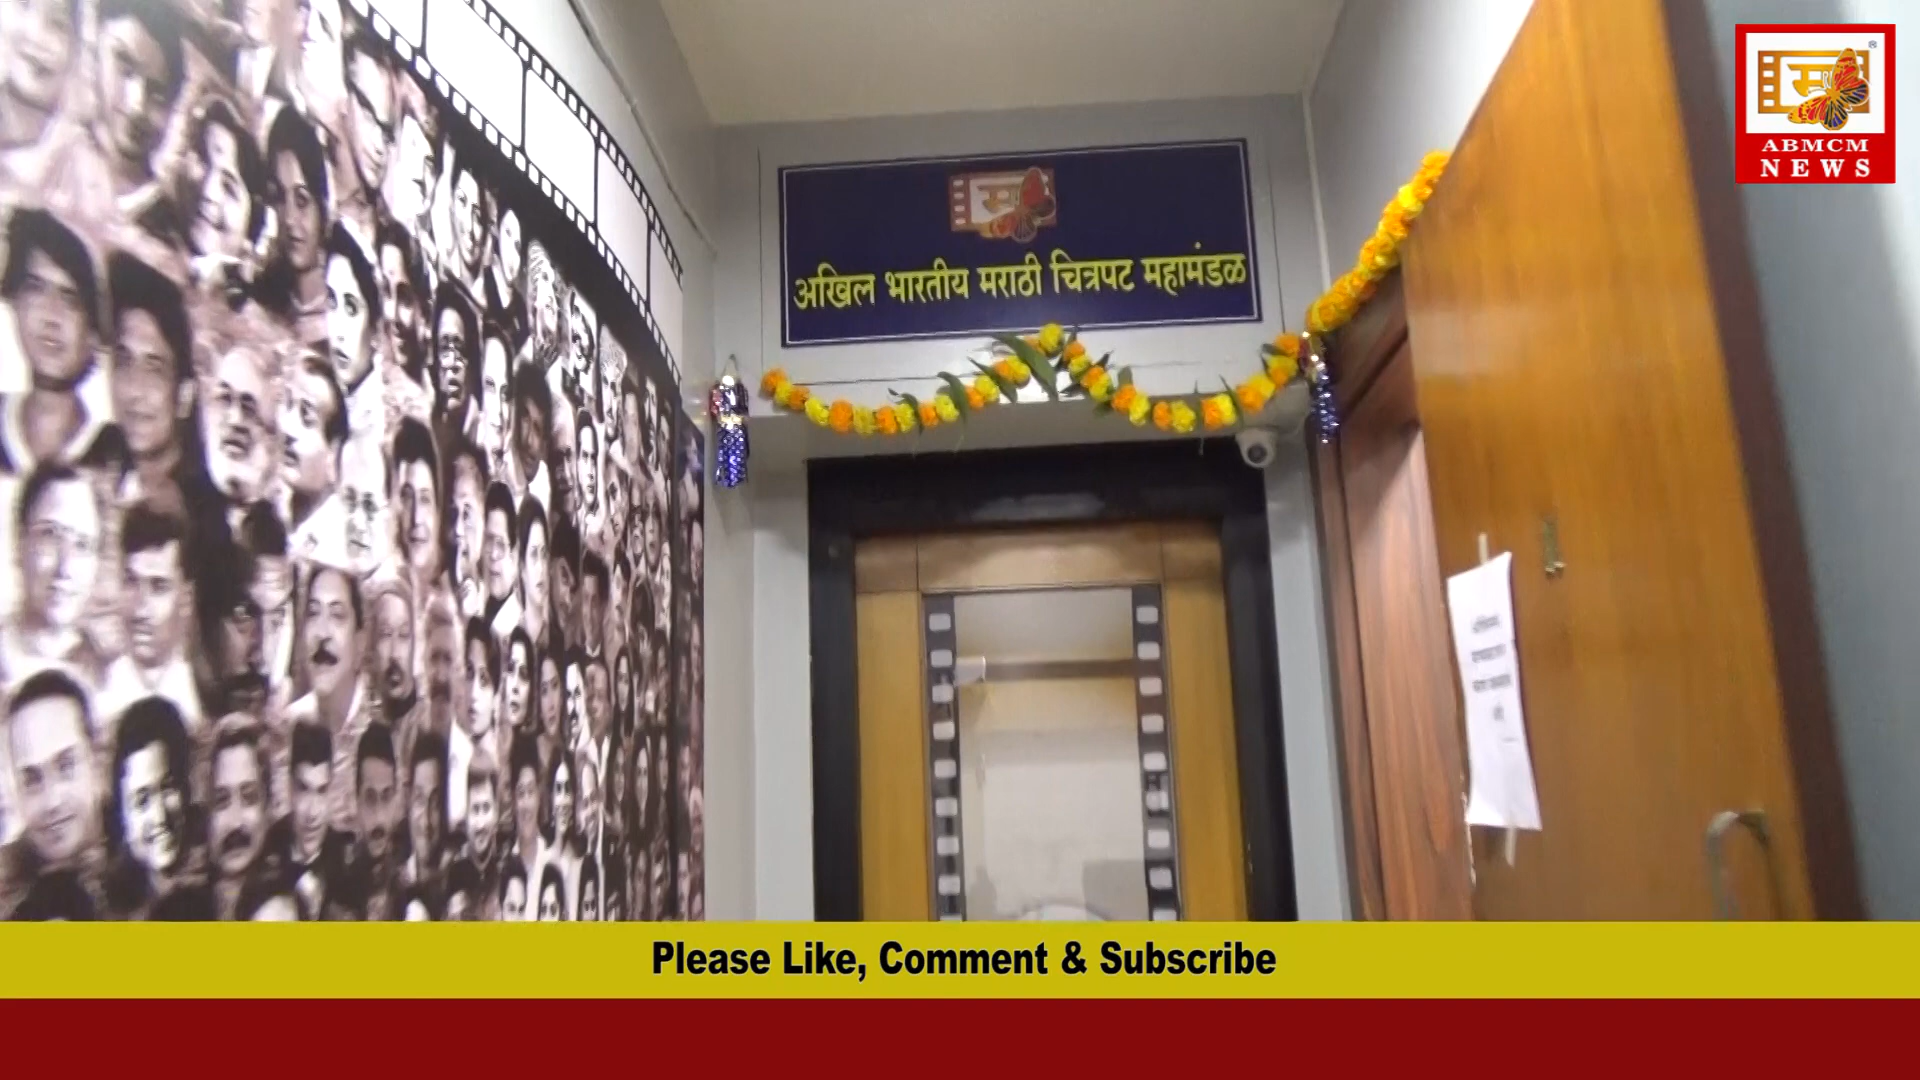 म
®
ABMCM
NEWS
म
अखिल भारतीय मराठी चित्रपट महामंडळ
Please Like, Comment & Subscribe